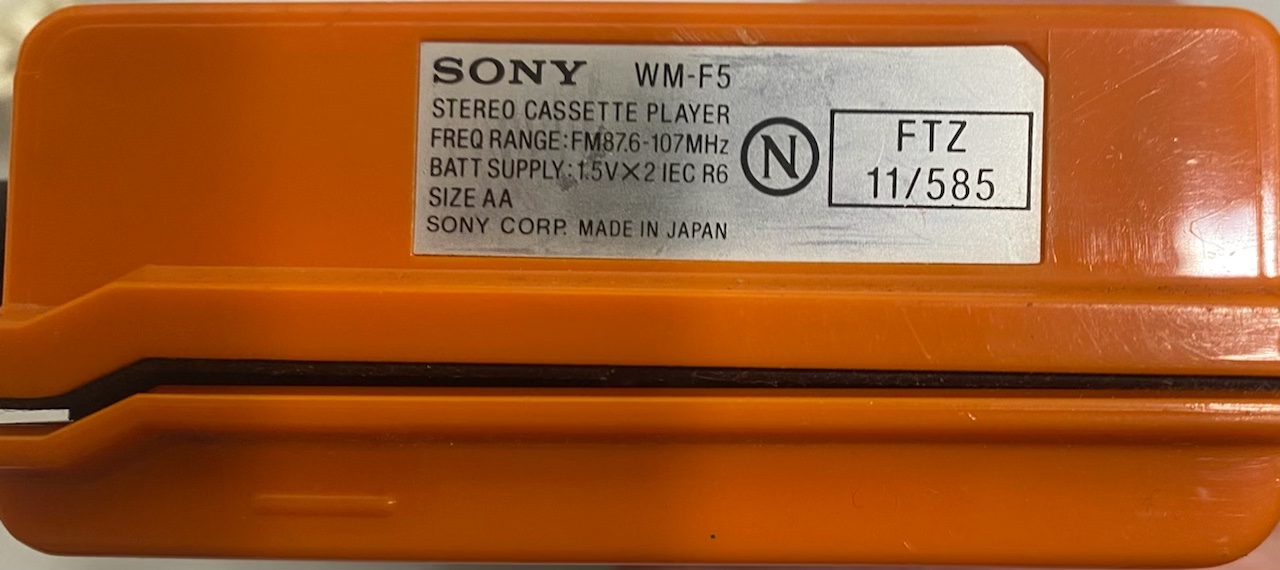 SONY WM-F5
STEREO CASSETTE PLAYER
FREQ RANGE:FM87.6-107MHz
BATT SUPPLY:1.5V×2 IEC R6
SIZE AA
SONY CORP. MADE IN JAPAN
N
FTZ
11/585